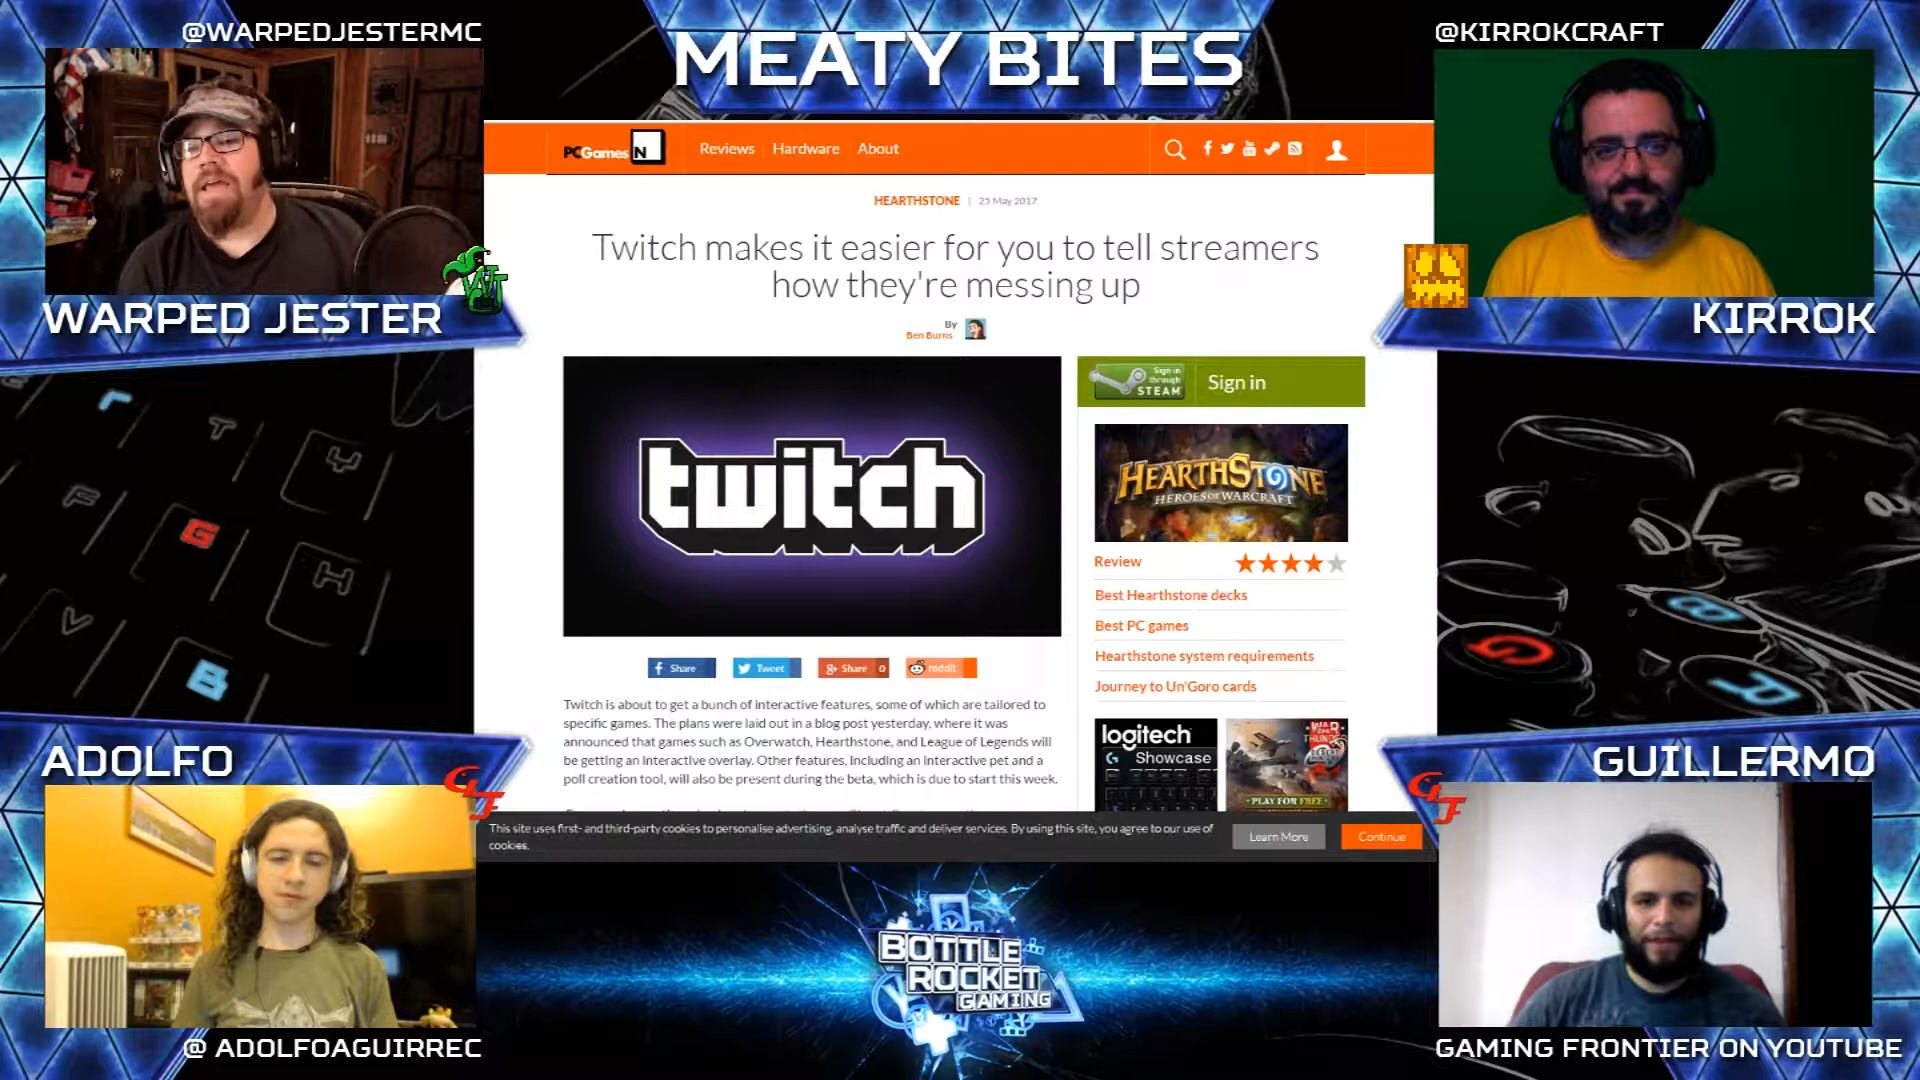 @WARPEDJESTERMC
MEATY BITES
@KIRROKCRAFT
PCGamesN
Reviews Hardware About
HEARTHSTONE | 25 May 2017
Twitch makes it easier for you to tell streamers
how they're messing up
By
Ben Burns
WARPED JESTER
KIRROK
twitch
Sign in
through
STEAM
Sign in
HEARTHSTONE
HEROES OF WARCRAFT
Review
Best Hearthstone decks
Best PC games
Hearthstone system requirements
Journey to Un'Goro cards
Share
Tweet
g+ Share 0
reddit
Twitch is about to get a bunch of interactive features, some of which are tailored to
specific games. The plans were laid out in a blog post yesterday, where it was
announced that games such as Overwatch, Hearthstone, and League of Legends will
be getting an interactive overlay. Other features, including an interactive pet and a
poll creation tool, will also be present during the beta, which is due to start this week.
logitech
G Showcase
WAR
THUNDER
PLAY FOR FREE
r T Y
F G H
V B
G B R
ADOLFO
GUILLERMO
This site uses first- and third-party cookies to personalise advertising, analyse traffic and deliver services. By using this site, you agree to our use of
cookies.
Learn More
Continue
BOTTLE
ROCKET
GAMING
@ ADOLFOAGUIRREC
GAMING FRONTIER ON YOUTUBE